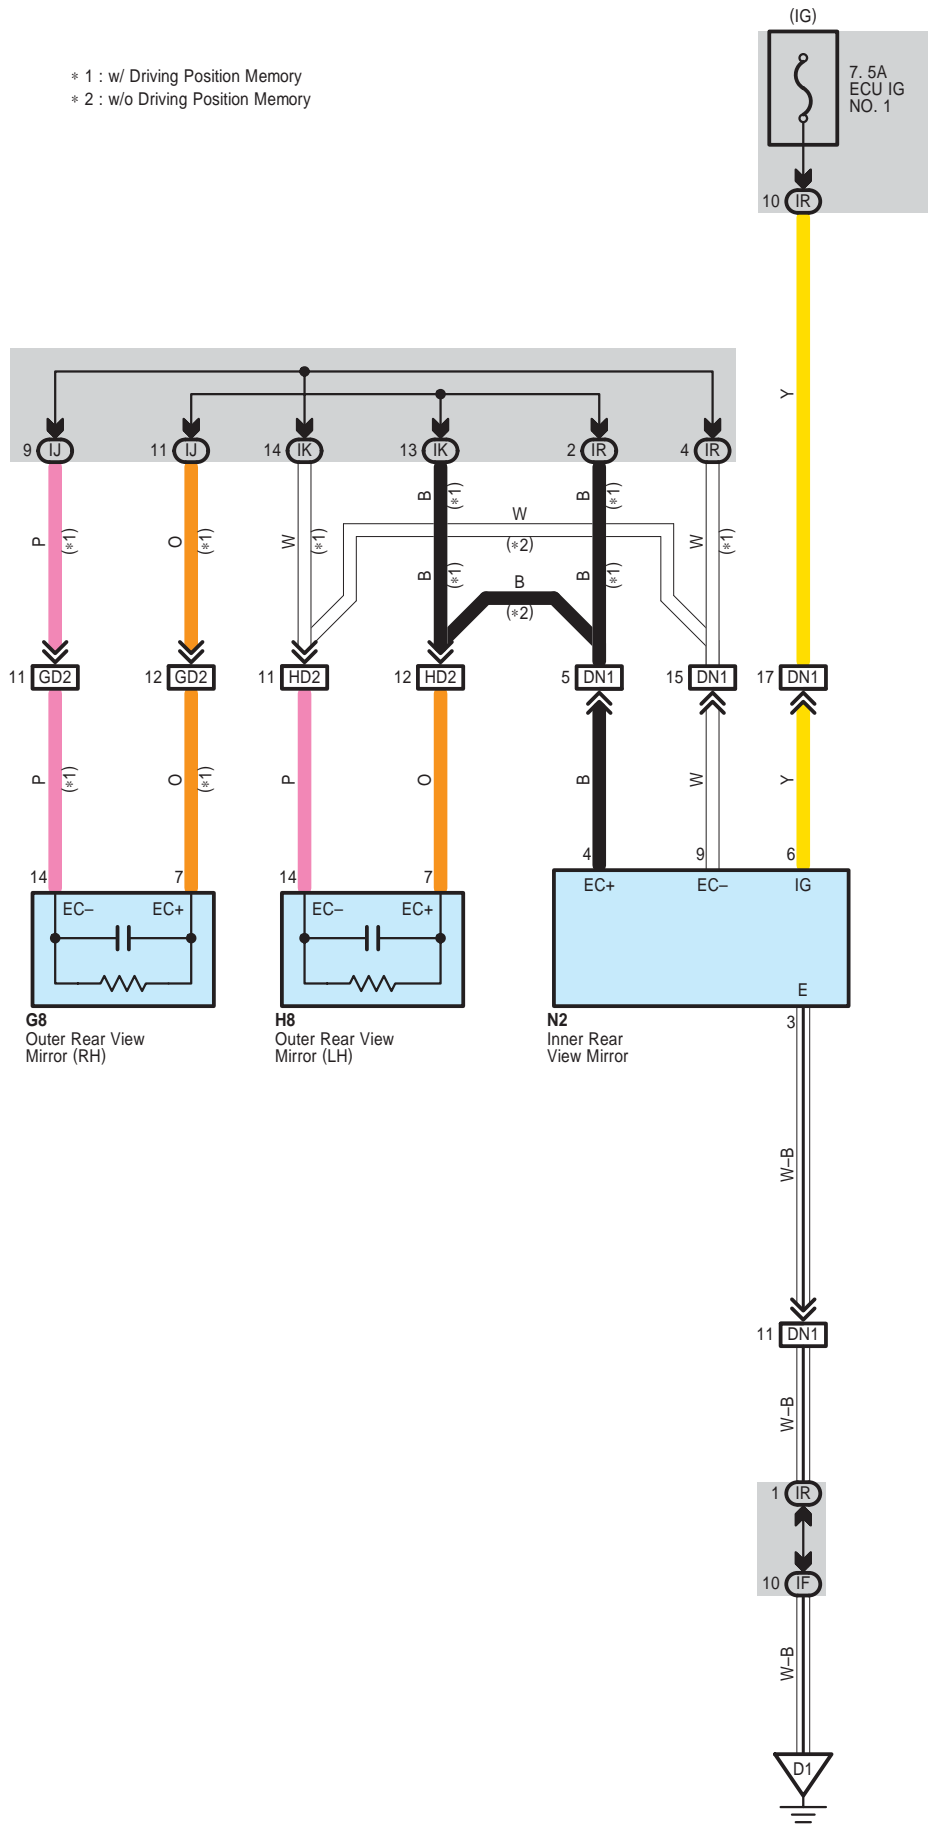 (IG)
* 1 : w/ Driving Position Memory
* 2 : w/o Driving Position Memory
7. 5A
ECU IG
NO. 1
10 IR
Y
9 IJ
11 IJ
14 IK
13 IK
2 IR
4 IR
P (*1)
O (*1)
W (*1)
B (*1)
B (*1)
W (*1)
W
(*2)
B (*1)
B (*1)
B
(*2)
11 GD2
12 GD2
11 HD2
12 HD2
5 DN1
15 DN1
17 DN1
P (*1)
O (*1)
P
O
B
W
Y
14
7
14
7
4
9
6
EC–
EC+
EC–
EC+
EC+
EC–
IG
E
G8
Outer Rear View
Mirror (RH)
H8
Outer Rear View
Mirror (LH)
N2
Inner Rear
View Mirror
3
W–B
11 DN1
W–B
1 IR
10 IF
W–B
D1